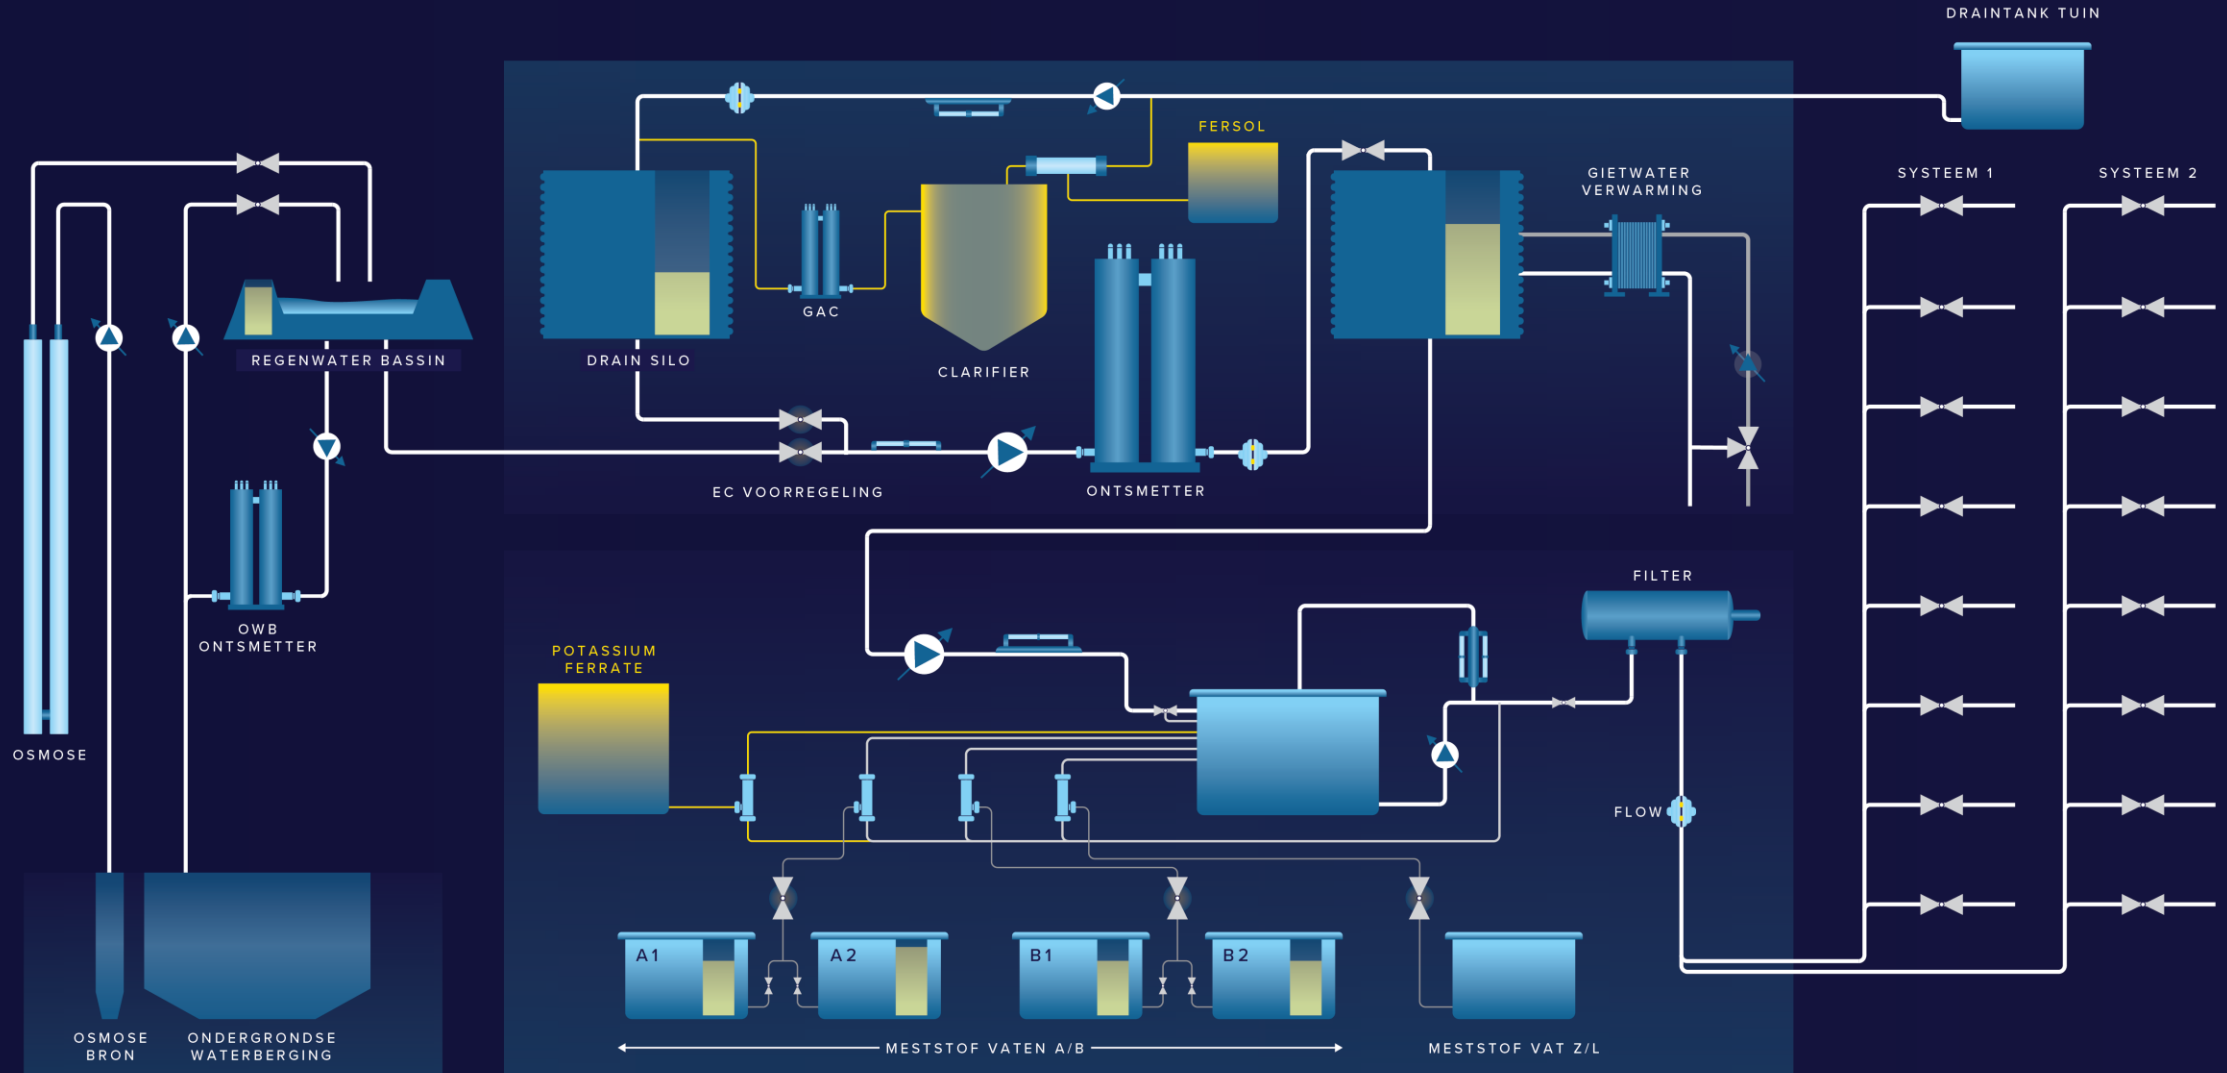 DRAINTANK TUIN
FERSOL
GIETWATER
VERWARMING
SYSTEEM 1
SYSTEEM 2
GAC
REGENWATER BASSIN
DRAIN SILO
CLARIFIER
EC VOORREGELING
ONTSMETTER
FILTER
OWB
ONTSMETTER
POTASSIUM
FERRATE
OSMOSE
FLOW
A1
A2
B1
B2
OSMOSE
BRON
ONDERGRONDSE
WATERBERGING
MESTSTOF VATEN A/B
MESTSTOF VAT Z/L